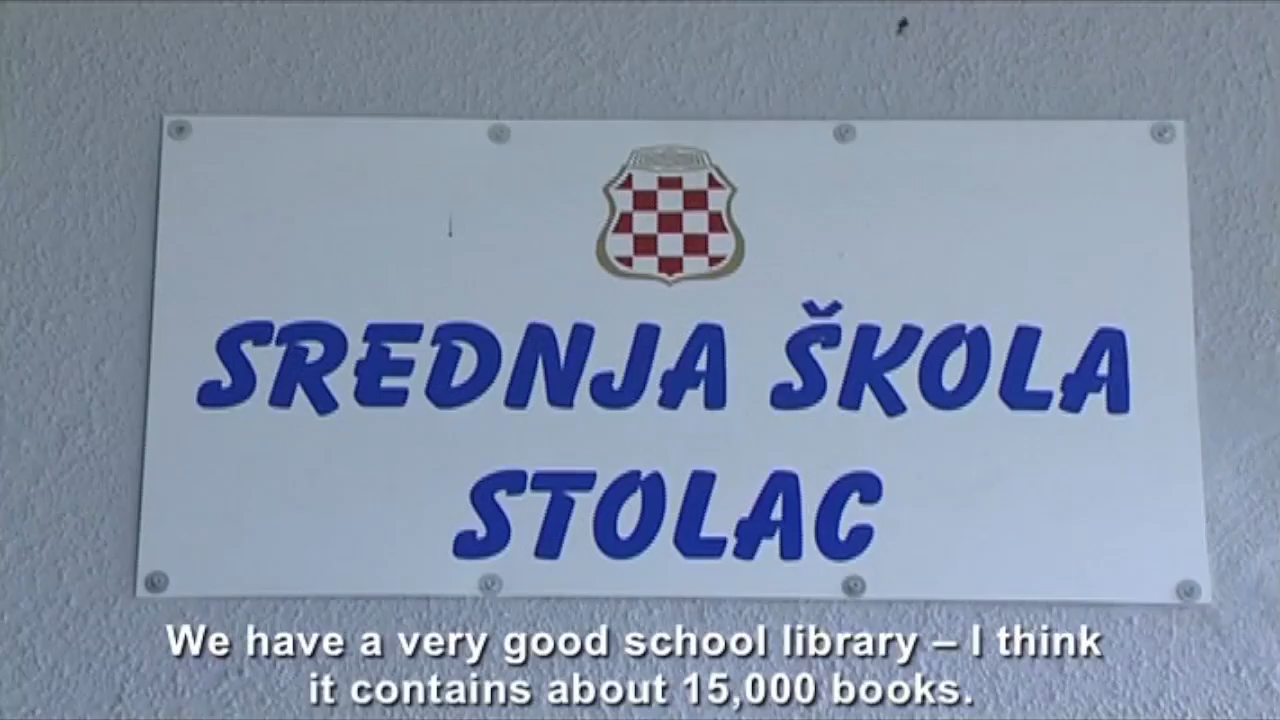 SREDNJA ŠKOLA
STOLAC
We have a very good school library – I think
it contains about 15,000 books.